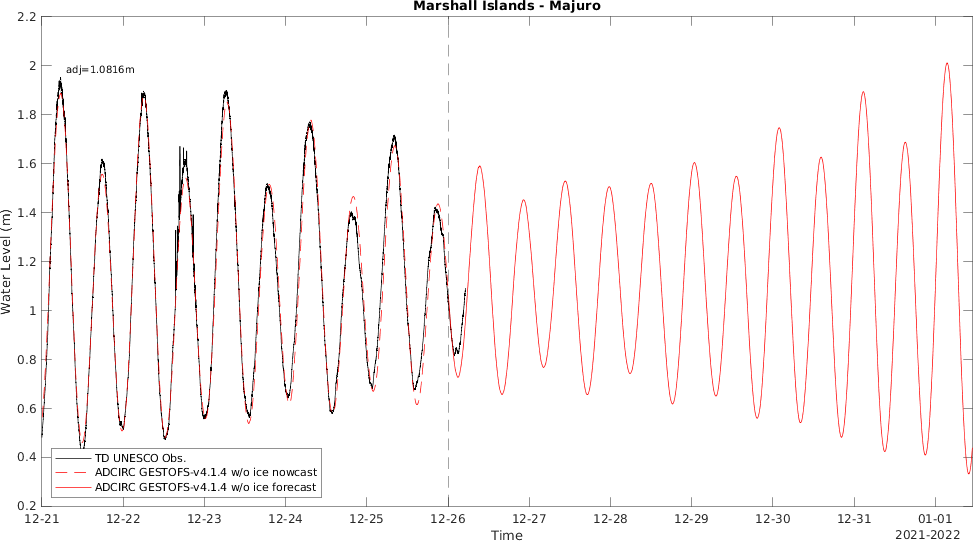 Marshall Islands - Majuro
2.2
2
1.8
1.6
1.4
1.2
1
0.8
0.6
0.4
0.2
Water Level (m)
adj=1.0816m
TD UNESCO Obs.
ADCIRC GESTOFS-v4.1.4 w/o ice nowcast
ADCIRC GESTOFS-v4.1.4 w/o ice forecast
12-21 12-22 12-23 12-24 12-25 12-26 12-27 12-28 12-29 12-30 12-31 01-01
Time
2021-2022